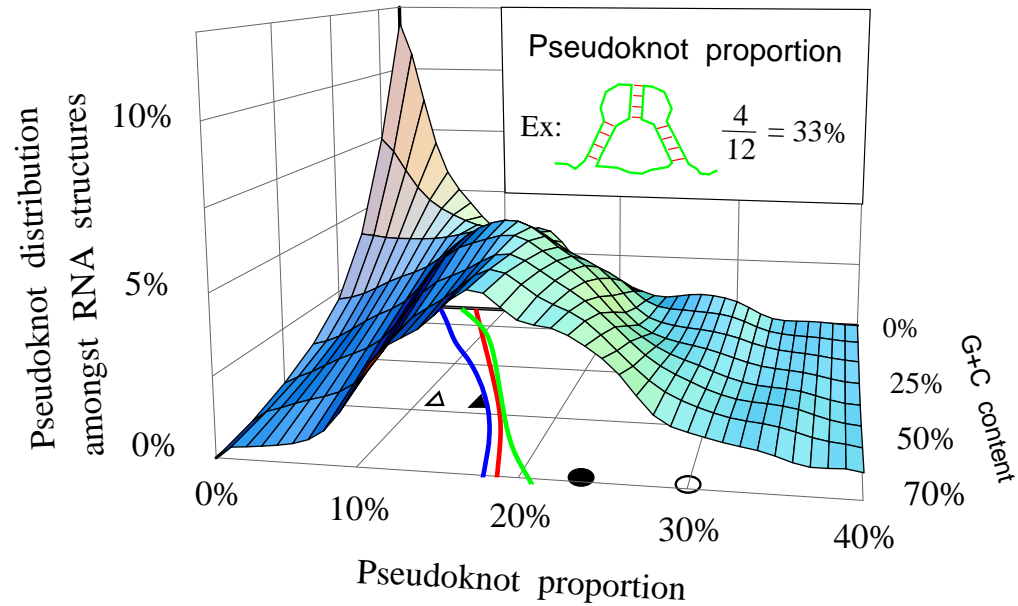 Pseudoknot proportion
Ex:
4
12
= 33%
Pseudoknot distribution
amongst RNA structures
10%
5%
0%
0%
10%
20%
30%
40%
Pseudoknot proportion
0%
25%
50%
70%
G+C content